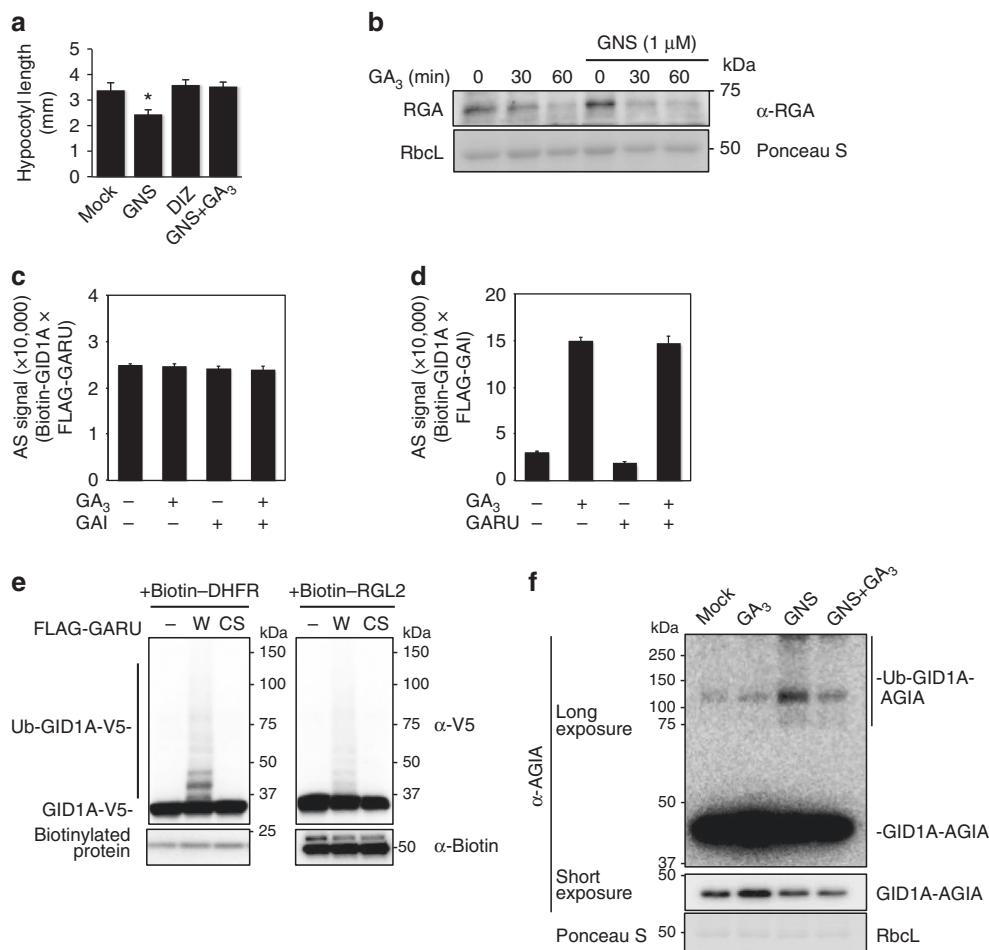 a
Hypocotyl length
(mm)
5
4
3
2
1
0
*
Mock
GNS
DIZ
GNS+GA3
b
GNS (1 μM)
GA3 (min) 0 30 60 0 30 60 kDa
75
RGA α-RGA
RbcL 50 Ponceau S
c
AS signal (×10,000)
(Biotin-GID1A ×
FLAG-GARU)
4
3
2
1
0
GA3 – + – +
GAI – – + +
d
AS signal (×10,000)
(Biotin-GID1A ×
FLAG-GAI)
20
15
10
5
0
GA3 – + – +
GARU – – + +
e
+Biotin–DHFR +Biotin–RGL2
FLAG-GARU – W CS kDa – W CS kDa
150 150
100 100
Ub-GID1A-V5- 75 75 α-V5
50 50
37 37
GID1A-V5-
Biotinylated
protein
25
50 α-Biotin
f
Mock
GA3
GNS
GNS+GA3
kDa
250
150
100
75
50
37
-Ub-GID1A-
AGIA
Long
exposure
α-AGIA
-GID1A-AGIA
Short
exposure
50
GID1A-AGIA
Ponceau S 50 RbcL